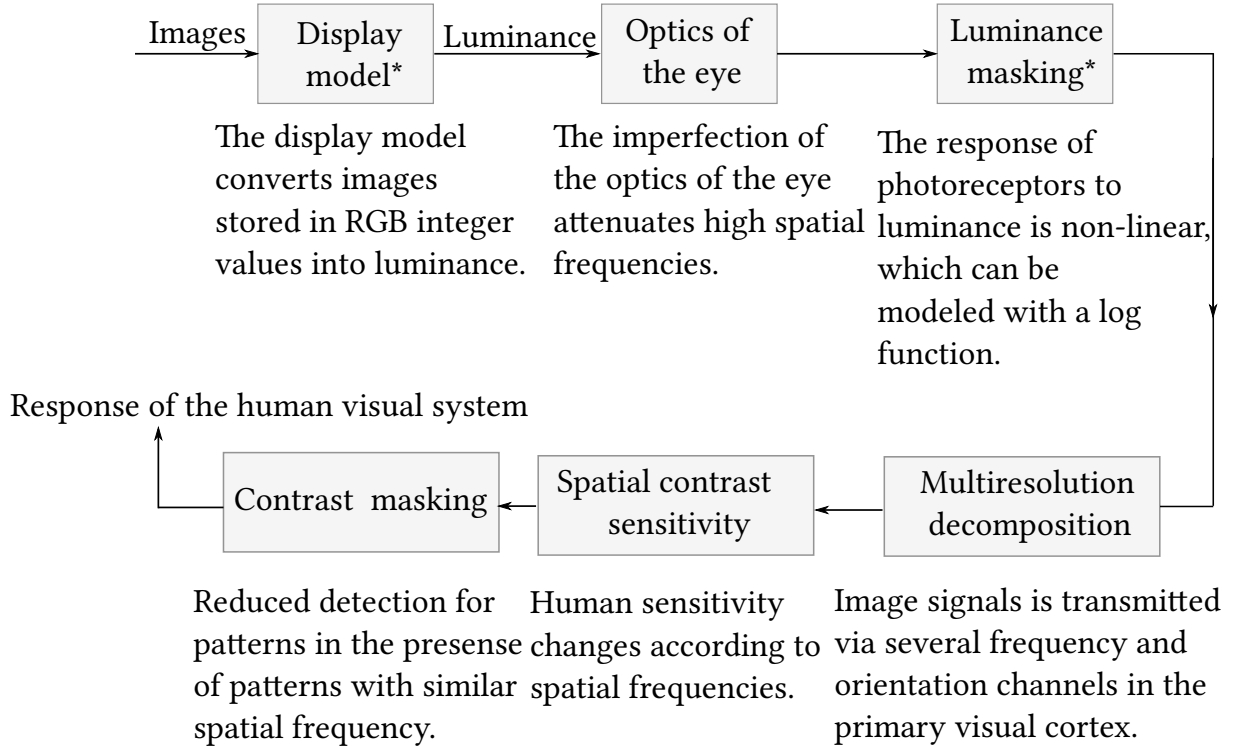 Images
Display
model*
Luminance
Optics of
the eye
Luminance
masking*
The display model
converts images
stored in RGB integer
values into luminance.
The imperfection of
the optics of the eye
attenuates high spatial
frequencies.
The response of
photoreceptors to
luminance is non-linear,
which can be
modeled with a log
function.
Response of the human visual system
Contrast masking
Spatial contrast
sensitivity
Multiresolution
decomposition
Reduced detection for
patterns in the presense
of patterns with similar
spatial frequency.
Human sensitivity
changes according to
spatial frequencies.
Image signals is transmitted
via several frequency and
orientation channels in the
primary visual cortex.